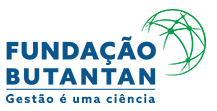 FUNDAÇÃO
BUTANTAN
Gestão é uma ciência